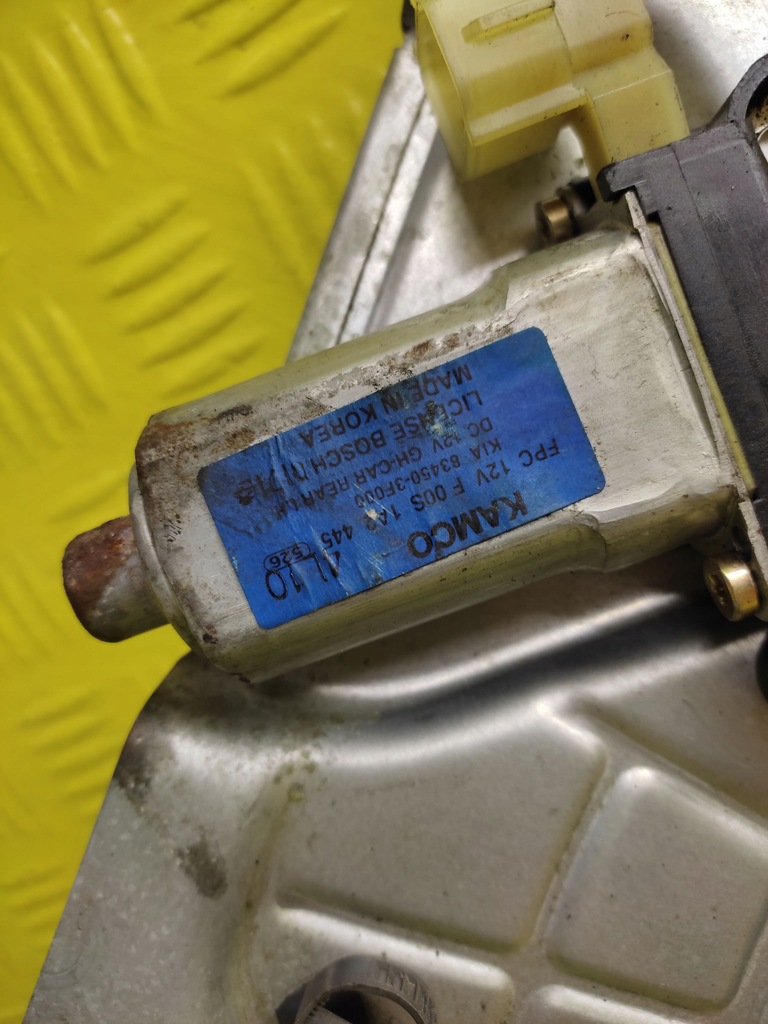 KAMCO 4L10
FPC 12V F 00S 1A2 445 526
KIA 83450-3F000
DC 12V GH-CAR REAR LH
LICENSE BOSCH
MADE IN KOREA